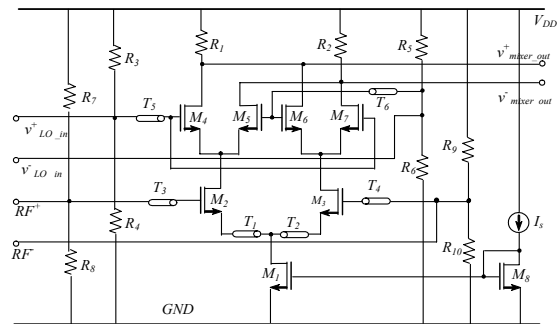 V_DD
R_3
R_1
R_2
R_5
v^+_mixer_out
R_7
T_5
T_6
v^-_mixer_out
M_4
M_5
M_6
M_7
v^+_LO_in
R_9
v^-_LO_in
R_6
T_3
M_2
M_3
T_4
I_s
RF^+
R_4
T_1
T_2
RF^-
R_8
M_1
R_10
M_8
GND